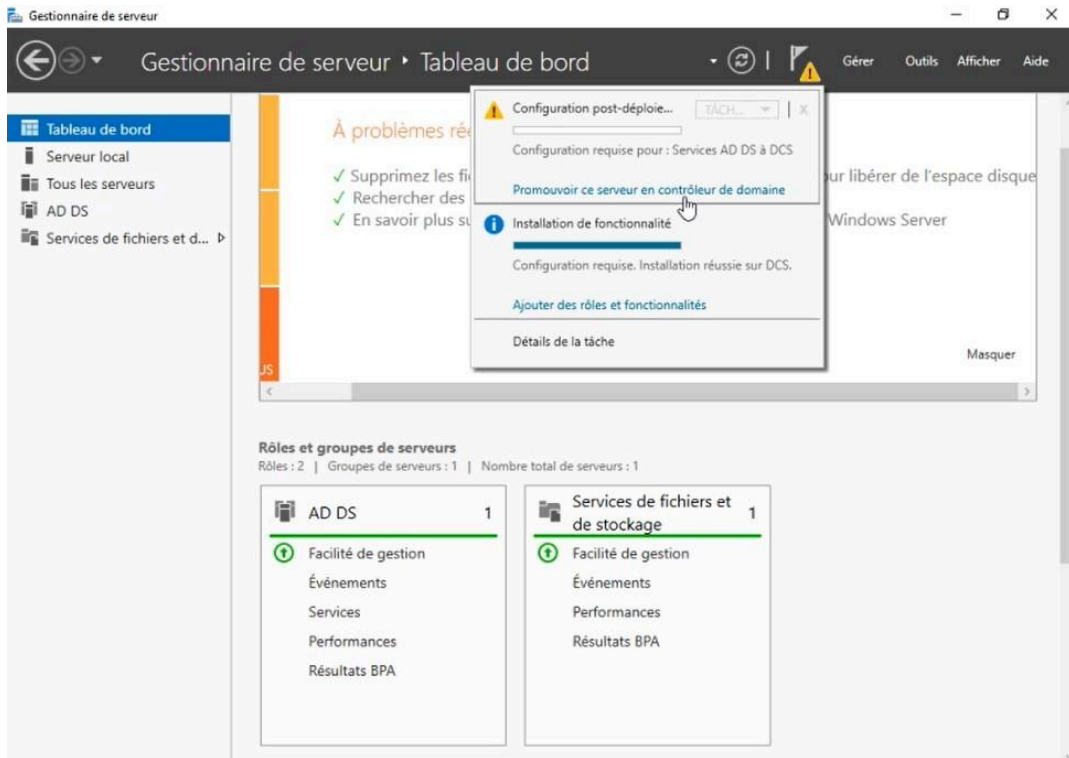 Gestionnaire de serveur
Gestionnaire de serveur • Tableau de bord
Gérer Outils Afficher Aide
Tableau de bord
Serveur local
Tous les serveurs
AD DS
Services de fichiers et d...
À problèmes
✓ Supprimez les
ur libérer de l'espace disque
✓ Rechercher des
✓ En savoir plus
Windows Server
Masquer
Configuration post-déploie...
TÂCH...
X
Configuration requise pour : Services AD DS à DCS
Promouvoir ce serveur en contrôleur de domaine
Installation de fonctionnalité
Configuration requise. Installation réussie sur DCS.
Ajouter des rôles et fonctionnalités
Détails de la tâche
Rôles et groupes de serveurs
Rôles : 2 | Groupes de serveurs : 1 | Nombre total de serveurs : 1
AD DS 1
Facilité de gestion
Événements
Services
Performances
Résultats BPA
Services de fichiers et
de stockage 1
Facilité de gestion
Événements
Performances
Résultats BPA